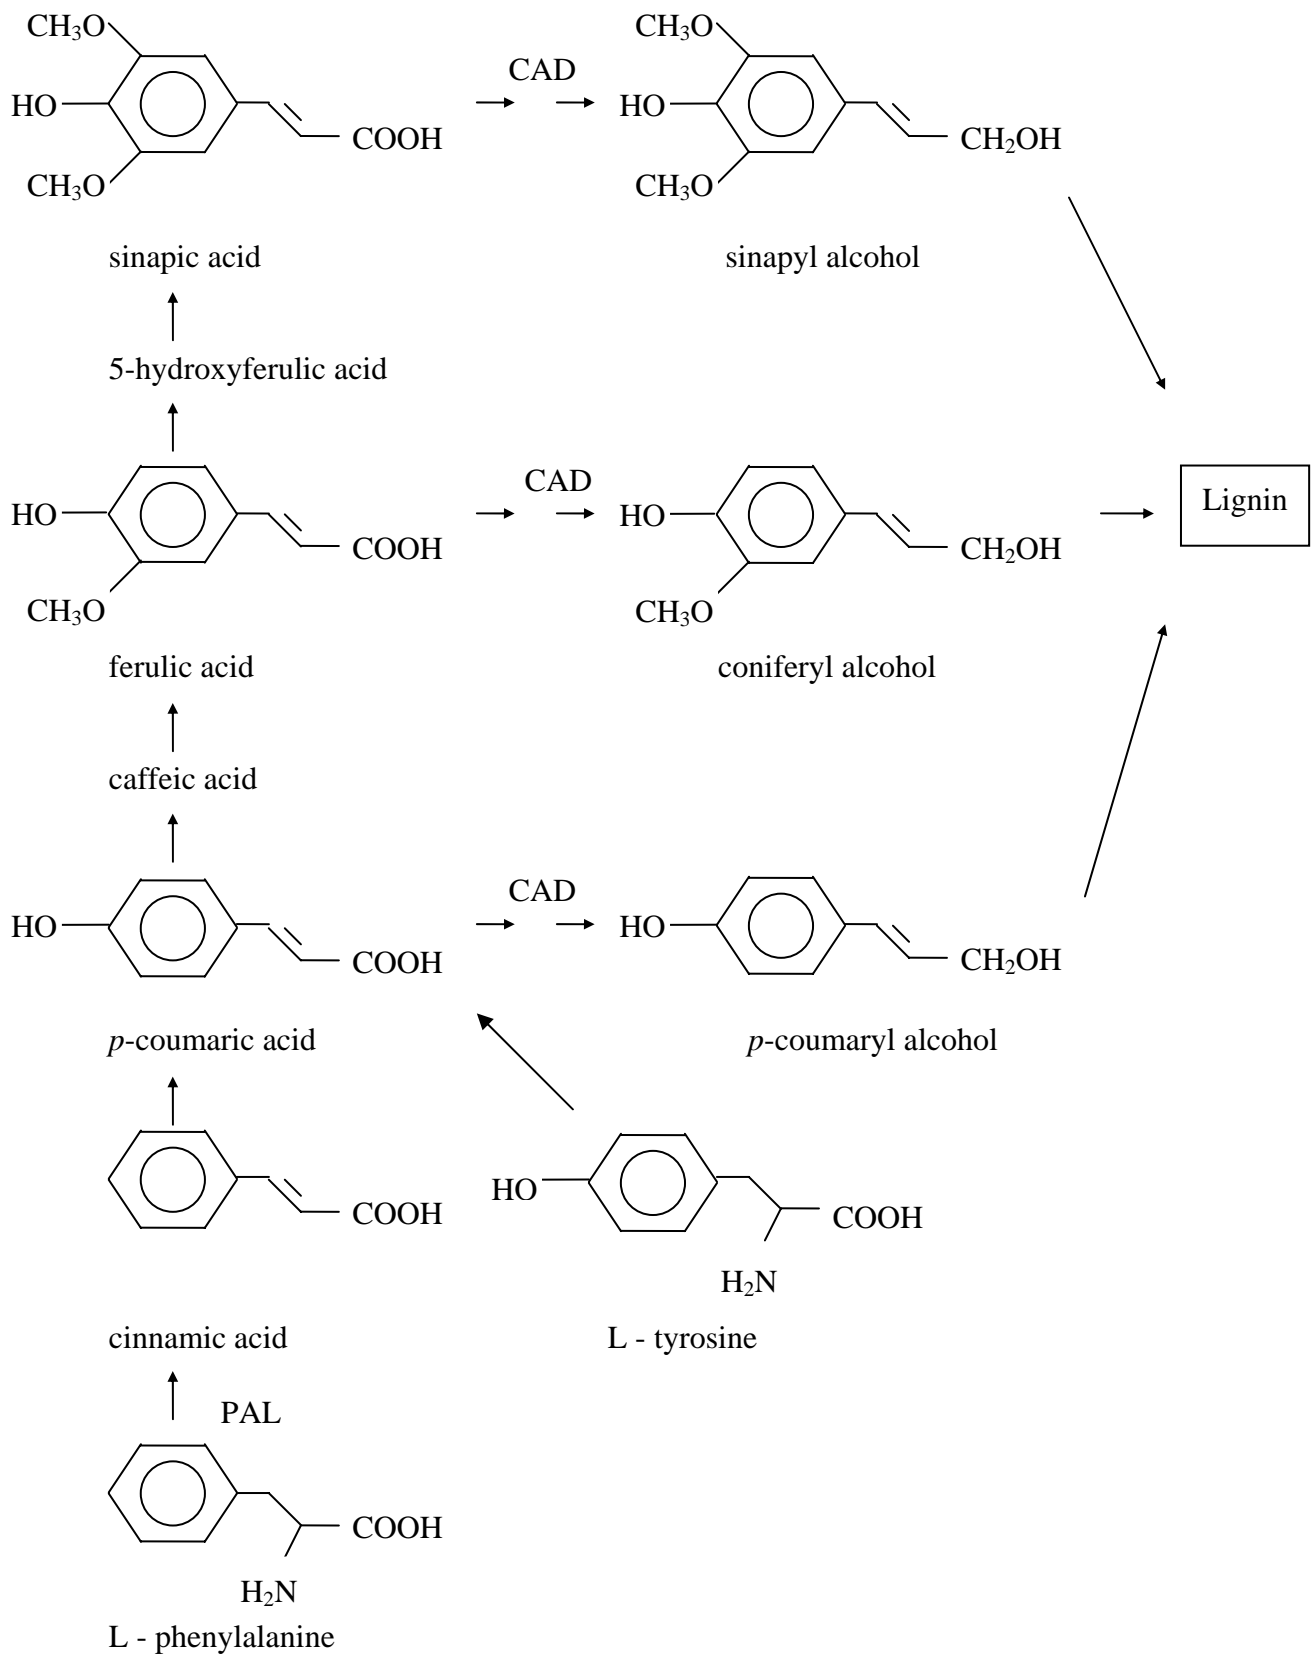 CH₃O
CH₃O
CAD
HO
HO
COOH
CH₂OH
CH₃O
CH₃O
sinapic acid
sinapyl alcohol
5-hydroxyferulic acid
CAD
Lignin
HO
HO
COOH
CH₂OH
CH₃O
CH₃O
ferulic acid
coniferyl alcohol
caffeic acid
CAD
HO
HO
COOH
CH₂OH
p-coumaric acid
p-coumaryl alcohol
HO
COOH
COOH
H₂N
cinnamic acid
L - tyrosine
PAL
COOH
H₂N
L - phenylalanine